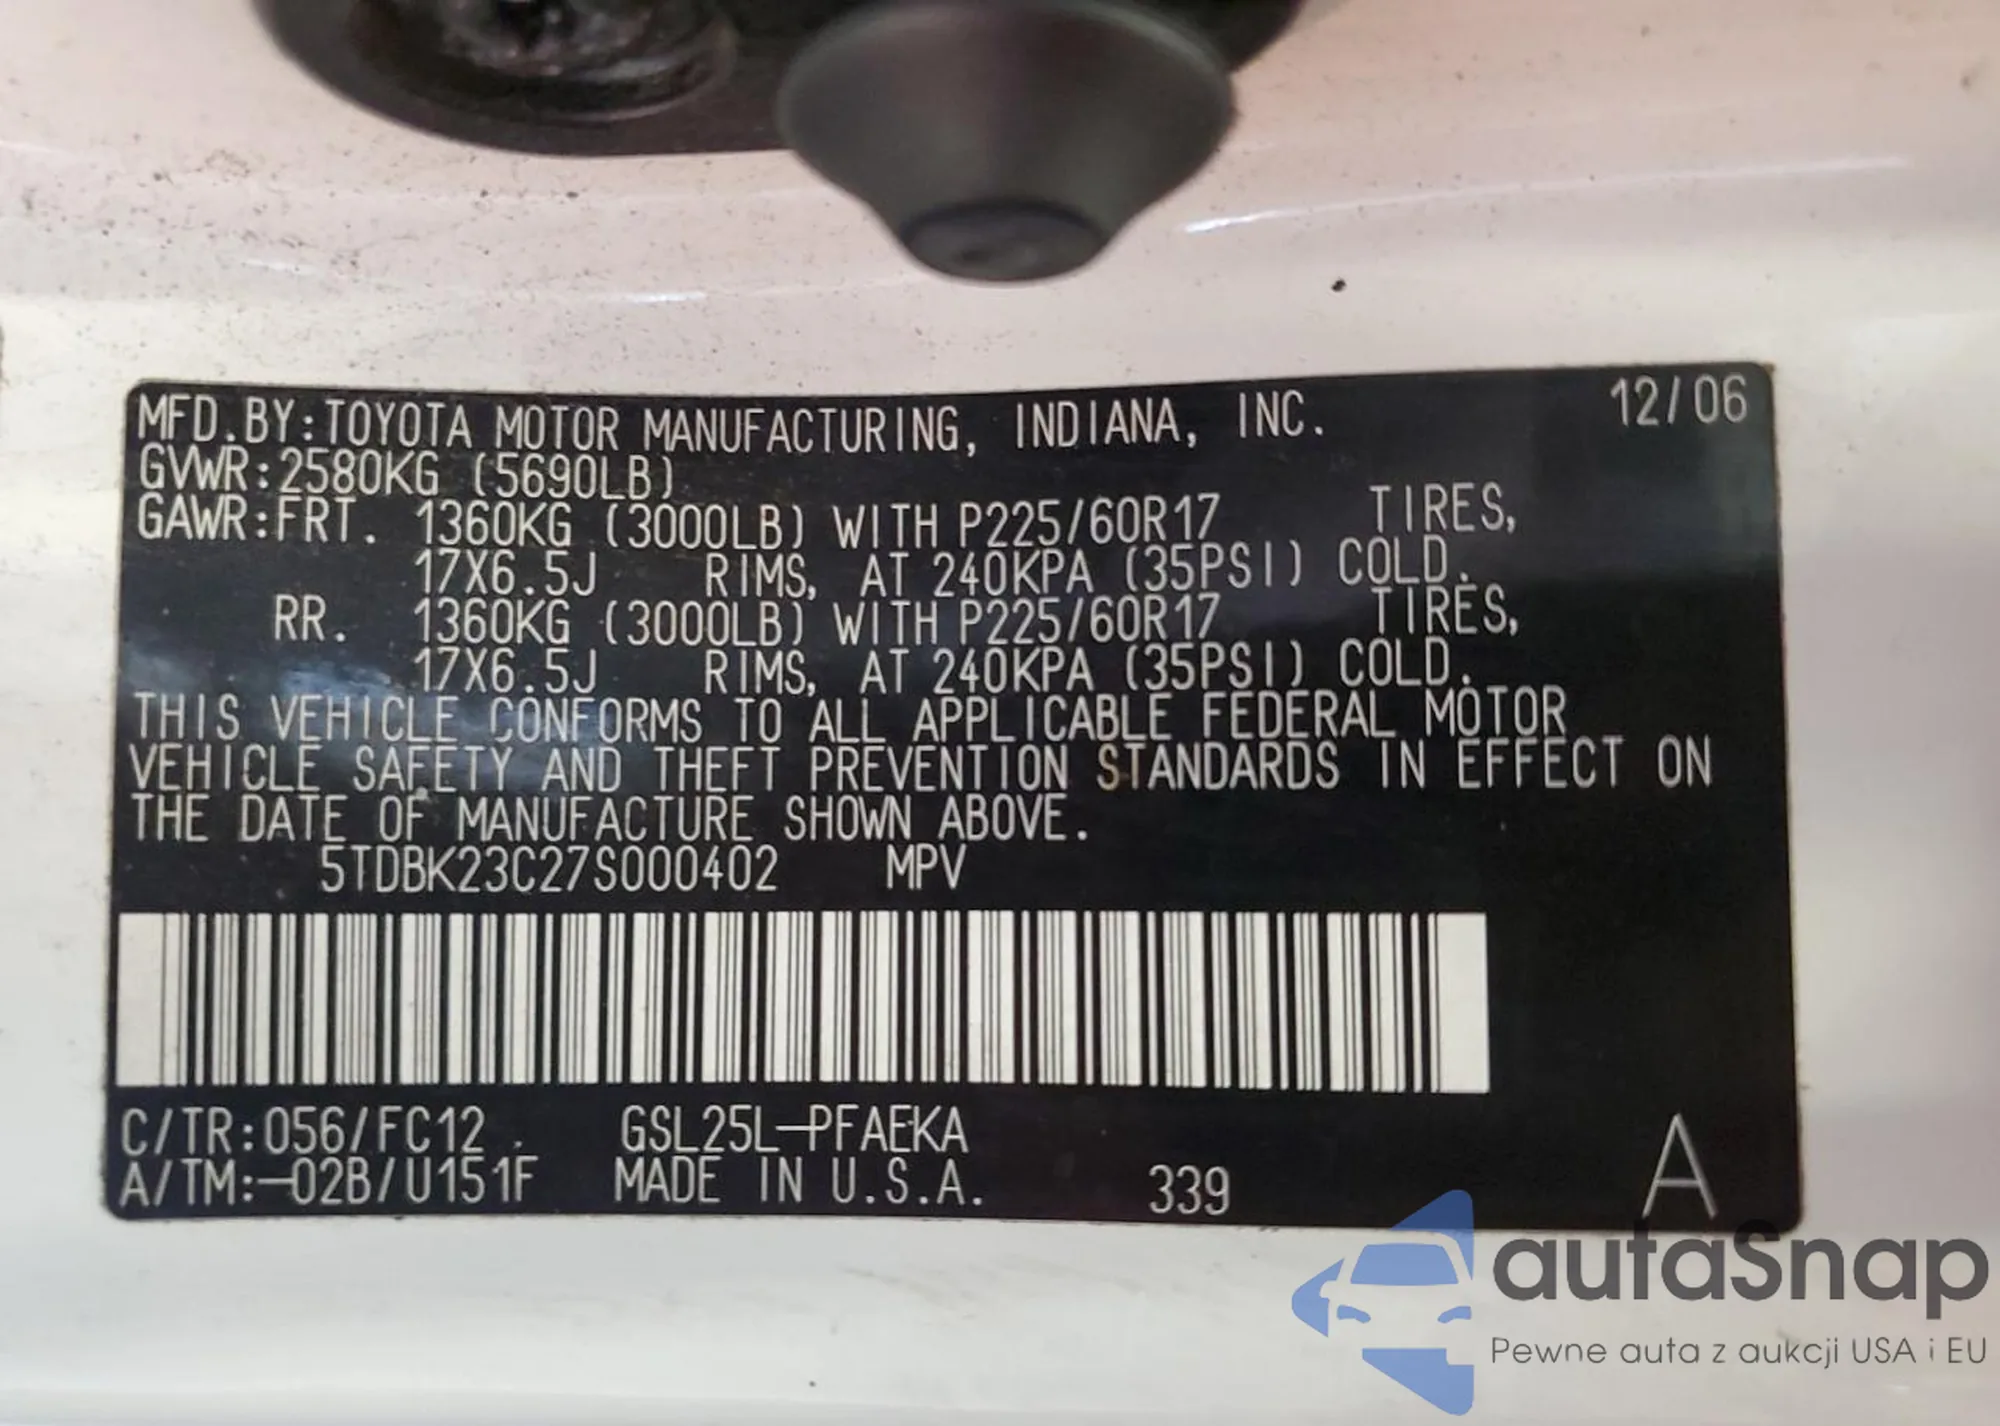 MFD.BY:TOYOTA MOTOR MANUFACTURING, INDIANA, INC. 12/06
GVWR:2580KG (5690LB)
GAWR:FRT. 1360KG (3000LB) WITH P225/60R17 TIRES,
17X6.5J RIMS, AT 240KPA (35PSI) COLD.
RR. 1360KG (3000LB) WITH P225/60R17 TIRES,
17X6.5J RIMS, AT 240KPA (35PSI) COLD.
THIS VEHICLE CONFORMS TO ALL APPLICABLE FEDERAL MOTOR
VEHICLE SAFETY AND THEFT PREVENTION STANDARDS IN EFFECT ON
THE DATE OF MANUFACTURE SHOWN ABOVE.
5TDBK23C27S000402 MPV
C/TR:056/FC12 GSL25L-PFAEKA
A/TM:-02B/U151F MADE IN U.S.A. 339 A
autaSnap
Pewne auta z aukcji USA i EU